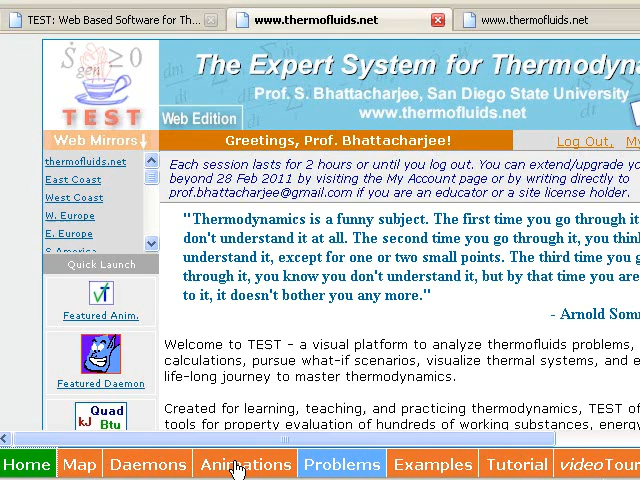 TEST: Web Based Software for Th...
www.thermofluids.net
www.thermofluids.net
Ṡgen ≥ 0
TEST
The Expert System for Thermodyna
Prof. S. Bhattacharjee, San Diego State University
www.thermofluids.net
Web Edition
Web Mirrors
Greetings, Prof. Bhattacharjee!
Log Out, My
thermofluids.net
East Coast
West Coast
W. Europe
E. Europe
S America
Each session lasts for 2 hours or until you log out. You can extend/upgrade yo
beyond 28 Feb 2011 by visiting the My Account page or by writing directly to
prof.bhattacharjee@gmail.com if you are an educator or a site license holder.
"Thermodynamics is a funny subject. The first time you go through it
don't understand it at all. The second time you go through it, you thin
understand it, except for one or two small points. The third time you g
through it, you know you don't understand it, but by that time you are
to it, it doesn't bother you any more."
- Arnold Somm
Quick Launch
Featured Anim.
Featured Daemon
Quad
kJ Btu
Welcome to TEST - a visual platform to analyze thermofluids problems,
calculations, pursue what-if scenarios, visualize thermal systems, and e
life-long journey to master thermodynamics.
Created for learning, teaching, and practicing thermodynamics, TEST of
tools for property evaluation of hundreds of working substances, energy
Home Map Daemons Animations Problems Examples Tutorial videoTour